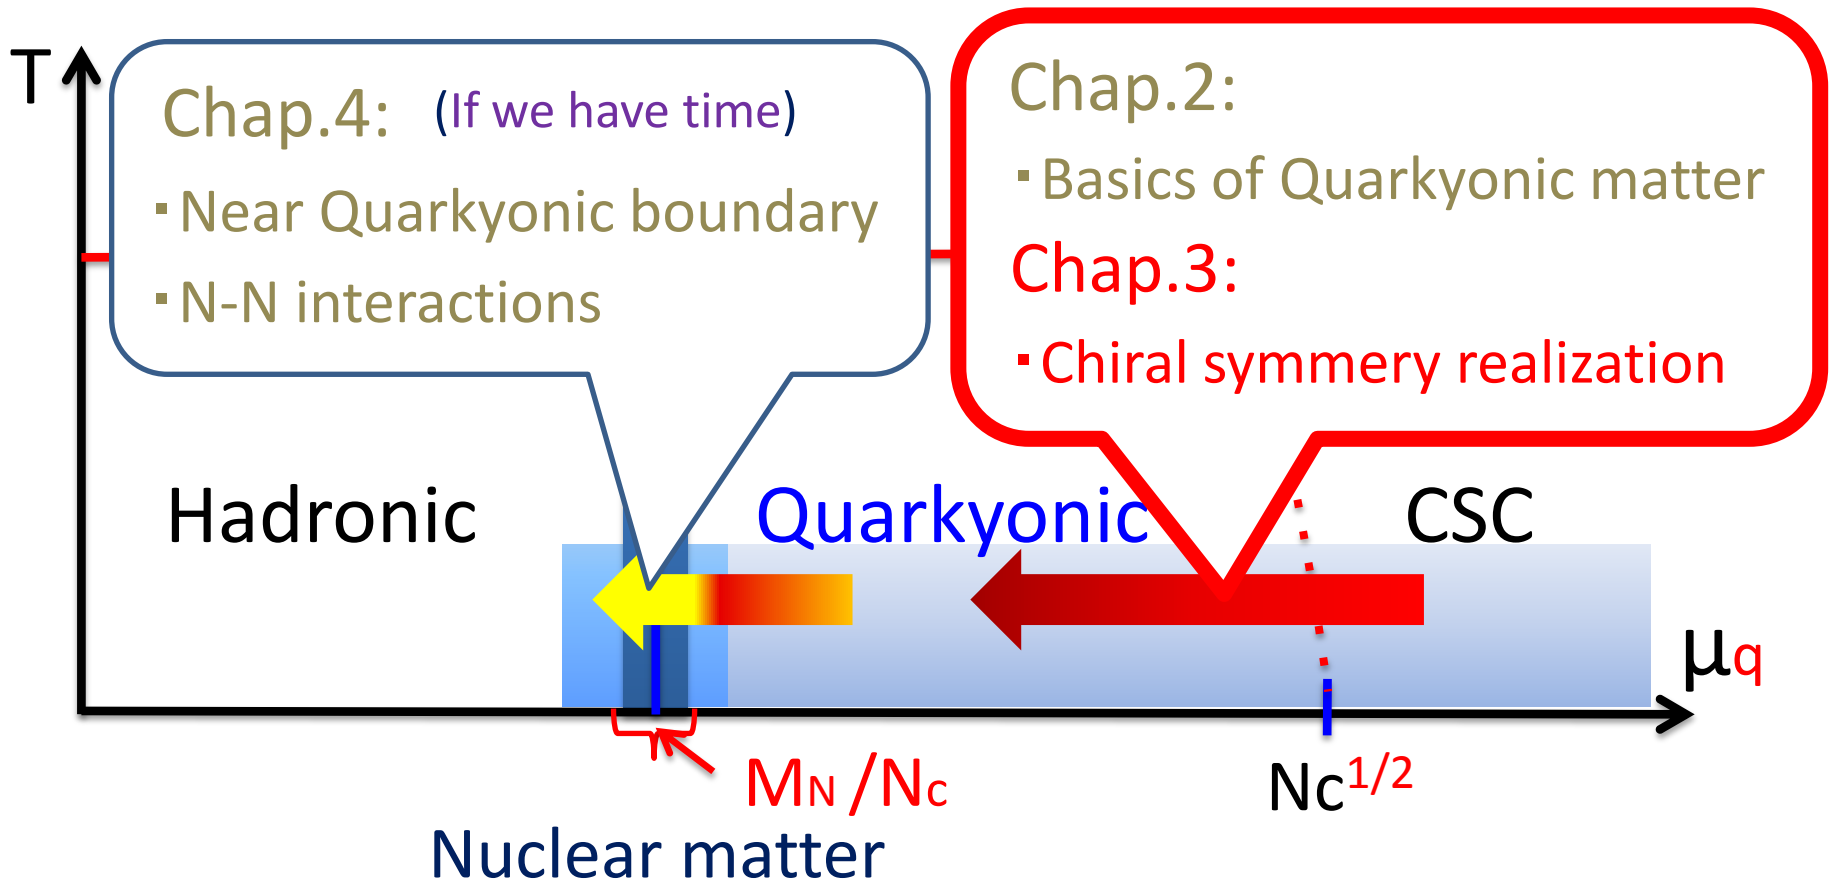 T
Chap.4: (If we have time)
・Near Quarkyonic boundary
・N-N interactions
Chap.2:
・Basics of Quarkyonic matter
Chap.3:
・Chiral symmery realization
Hadronic
Quarkyonic
CSC
μq
MN /Nc
Nc1/2
Nuclear matter